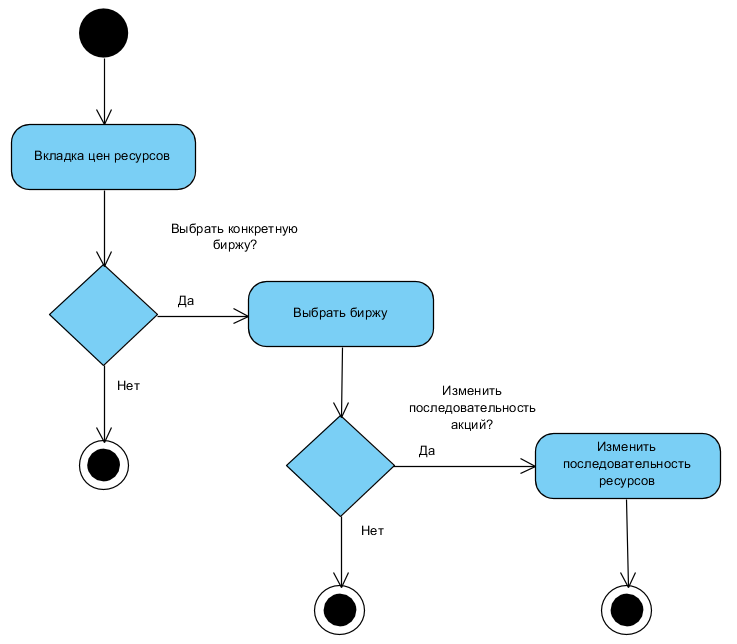 Вкладка цен ресурсов
Выбрать конкретную
биржу?
Да
Выбрать биржу
Нет
Изменить
последовательность
акций?
Да
Изменить
последовательность
ресурсов
Нет